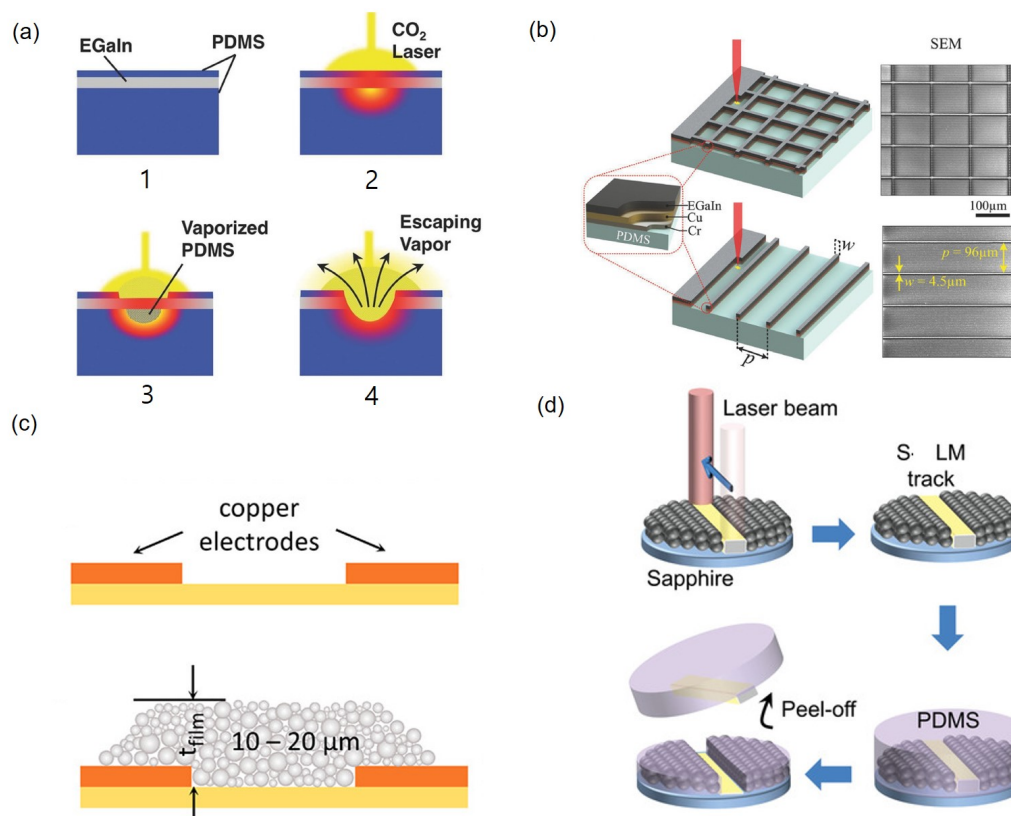 (a)
EGaIn
PDMS
CO2
Laser
1
2
Vaporized
PDMS
Escaping
Vapor
3
4
(b)
SEM
EGaIn
Cu
Cr
PDMS
100μm
w
p
p = 96μm
w = 4.5μm
(c)
copper
electrodes
tfilm
10 – 20 μm
(d)
Laser beam
Sapphire
S· LM
track
Peel-off
PDMS